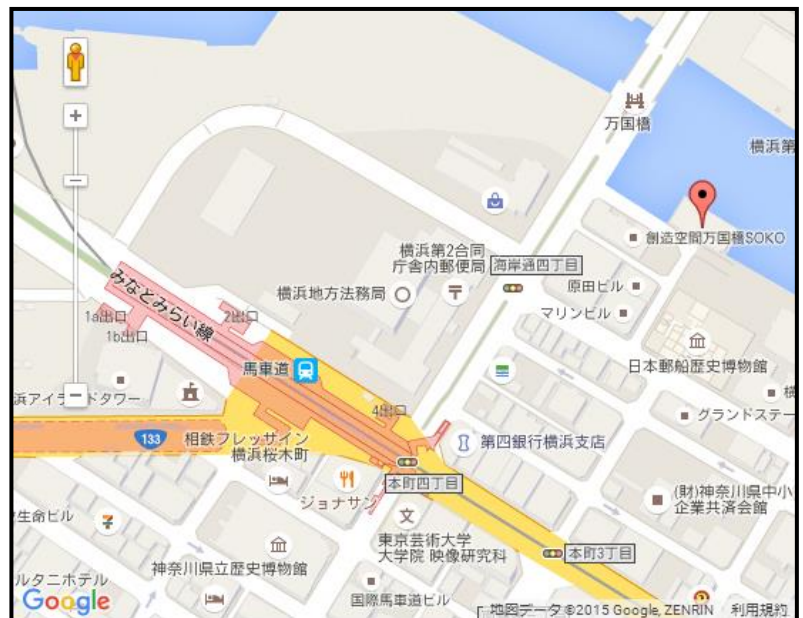 万国橋
横浜第
創造空間万国橋SOKO
横浜第2合同
庁舎内郵便局
海岸通四丁目
原田ビル
横浜地方法務局
マリンビル
みなとみらい線
1a出口
1b出口
2出口
馬車道
日本郵船歴史博物館
横
浜アイランドタワー
4出口
グランドステー
133
相鉄フレッサイン
横浜桜木町
第四銀行横浜支店
本町四丁目
ジョナサン
(財)神奈川県中小
企業共済会館
生命ビル
東京芸術大学
大学院 映像研究科
本町3丁目
神奈川県立歴史博物館
ルタニホテル
Google
国際馬車道ビル
地図データ ©2015 Google, ZENRIN
利用規約